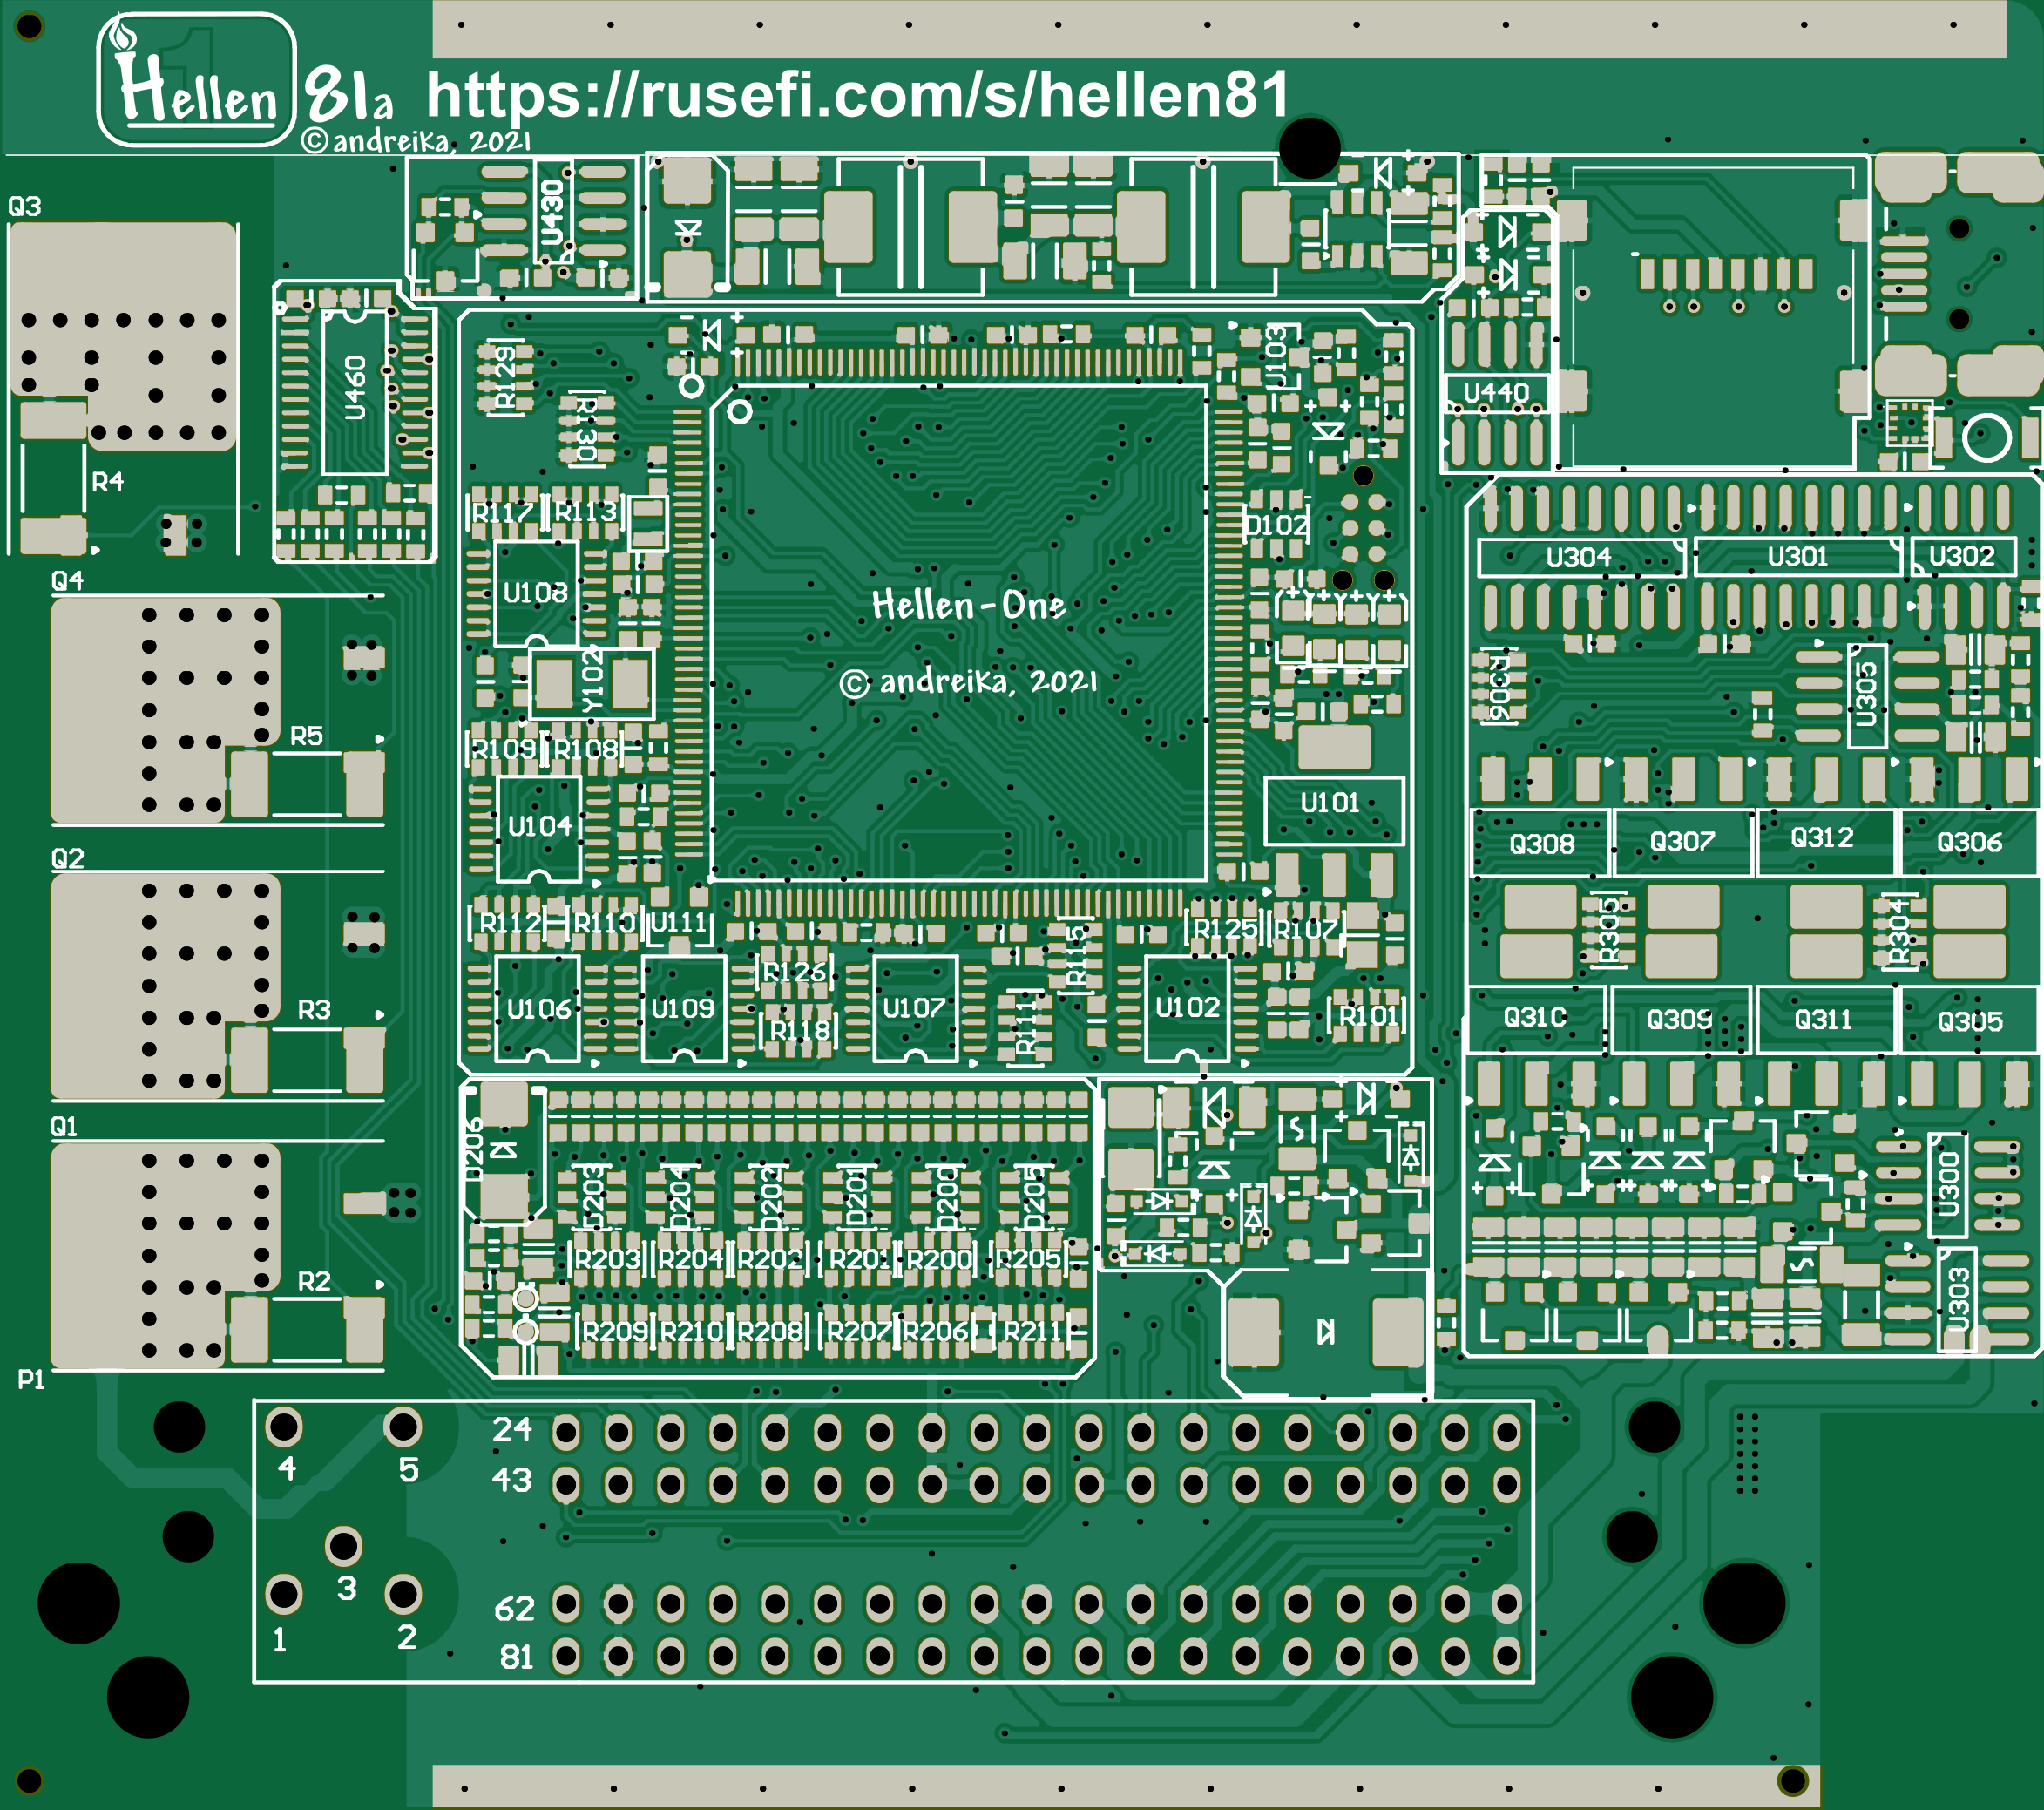 1
Hellen 81a https://rusefi.com/s/hellen81
© andreika, 2021
Q3
U430
U460
R4
U103
U440
R129
R130
R117 R113
D102
U304 U301 U302
Q4
U108
Hellen-One
© andreika, 2021
Y102
R306
U305
R5
R109 R108
U101
U104
Q308 Q307 Q312 Q306
Q2
R112 R110 U111
R125 R107
R115
R305 R304
R126
R3
U106 U109
R118
U107
R111
U102
R101
Q310 Q309 Q311 Q305
Q1
D206
D203 D204 D202 D201 D200 D205
U300
R203 R204 R202 R201 R200 R205
R2
U303
R209 R210 R208 R207 R206 R211
P1
24
4 5 43
3
62
1 2 81